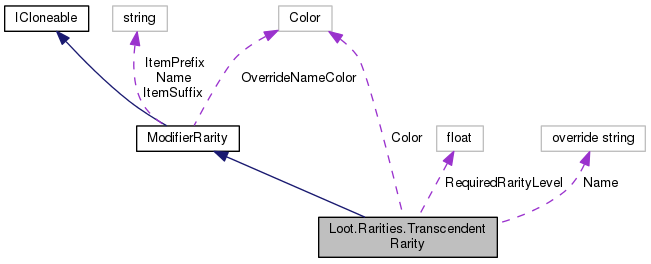 ICloneable
string
Color
ItemPrefix
Name
ItemSuffix
OverrideNameColor
ModifierRarity
Color
float
override string
RequiredRarityLevel
Name
Loot.Rarities.Transcendent
Rarity